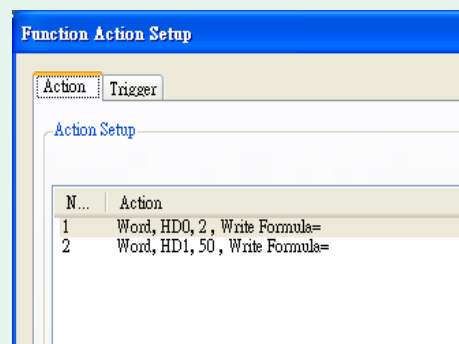 Function Action Setup
Action Trigger
Action Setup
N... Action
1 Word, HD0, 2 , Write Formula=
2 Word, HD1, 50 , Write Formula=